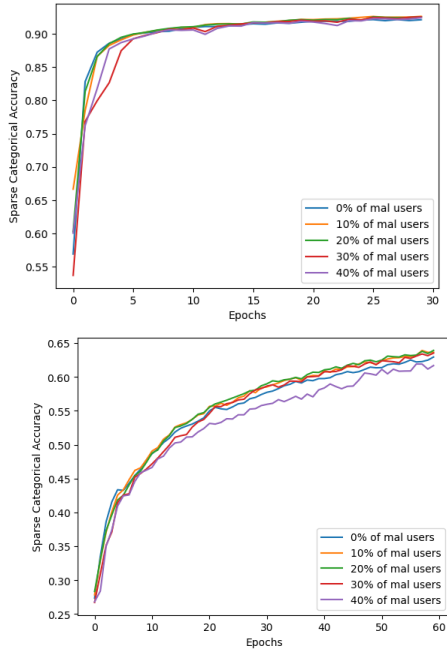 0.90
0.85
0.80
0.75
0.70
0.65
0.60
0.55
Sparse Categorical Accuracy
0% of mal users
10% of mal users
20% of mal users
30% of mal users
40% of mal users
0 5 10 15 20 25 30
Epochs
0.65
0.60
0.55
0.50
0.45
0.40
0.35
0.30
0.25
Sparse Categorical Accuracy
0% of mal users
10% of mal users
20% of mal users
30% of mal users
40% of mal users
0 10 20 30 40 50 60
Epochs